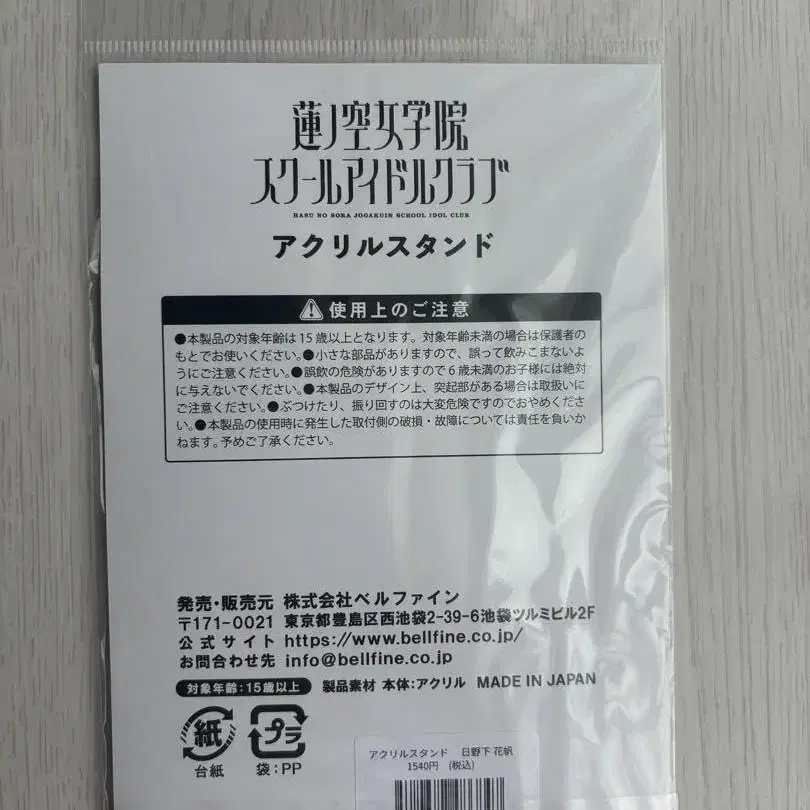 蓮ノ空女学院
スクールアイドルクラブ
HASU NO SORA JOGAKUIN SCHOOL IDOL CLUB
アクリルスタンド
使用上のご注意
●本製品の対象年齢は15歳以上となります。対象年齢未満の場合は保護者の
もとでお使いください。●小さな部品がありますので、誤って飲みこまないよ
うにご注意ください。●誤飲の危険がありますので6歳未満のお子様には絶対
に与えないでください。●本製品のデザイン上、突起部がある場合は取扱いに
ご注意ください。●ぶつけたり、振り回すのは大変危険ですのでおやめくださ
い。●本製品の使用時に発生した取付側の破損・故障については責任を負いか
ねます。予めご了承ください。
発売・販売元 株式会社ベルファイン
〒171-0021 東京都豊島区西池袋2-39-6池袋ツルミビル2F
公式サイト https://www.bellfine.co.jp/
お問合わせ先 info@bellfine.co.jp
対象年齢:15歳以上 製品素材 本体:アクリル MADE IN JAPAN
紙 プラ
台紙 袋:PP
アクリルスタンド 日野下 花帆
1540円 (税込)